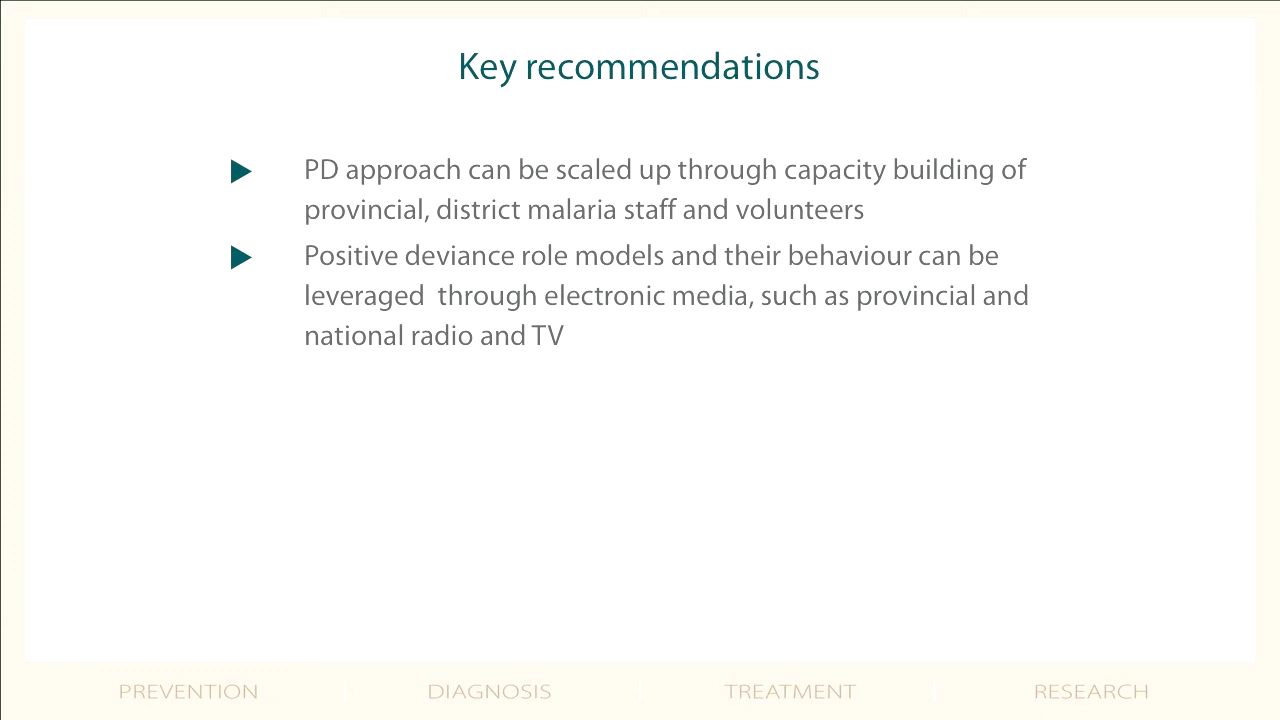 Key recommendations
PD approach can be scaled up through capacity building of
provincial, district malaria staff and volunteers
Positive deviance role models and their behaviour can be
leveraged  through electronic media, such as provincial and
national radio and TV
PREVENTION DIAGNOSIS TREATMENT RESEARCH